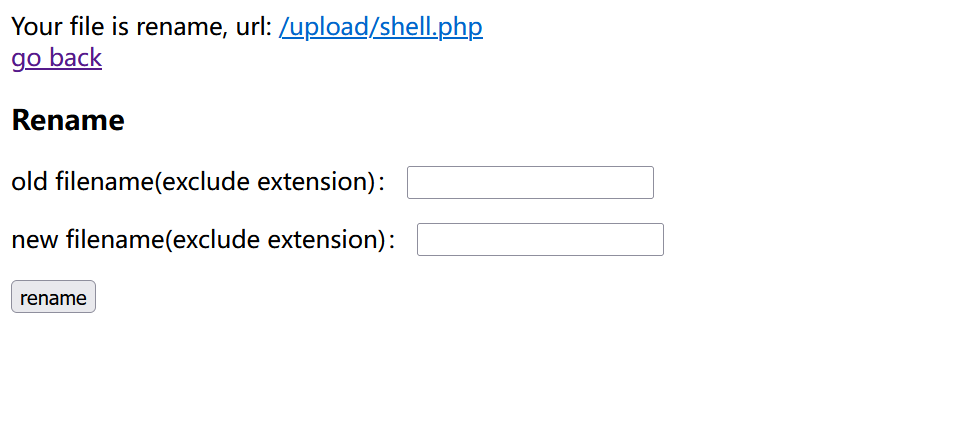 Your file is rename, url: /upload/shell.php
go back
Rename
old filename(exclude extension)：
new filename(exclude extension)：
rename